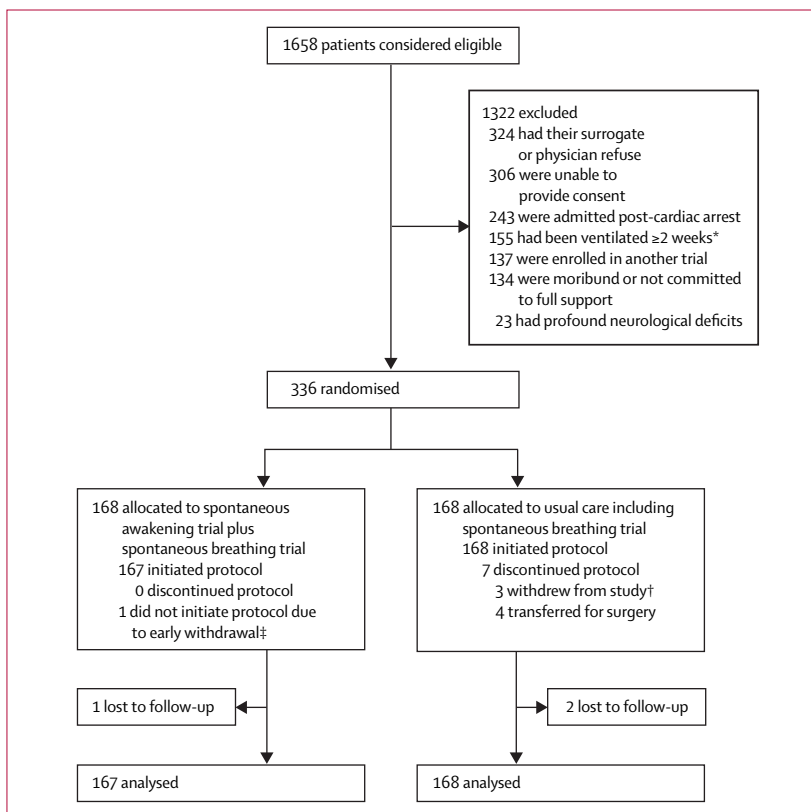 1658 patients considered eligible
1322 excluded
324 had their surrogate
or physician refuse
306 were unable to
provide consent
243 were admitted post-cardiac arrest
155 had been ventilated ≥2 weeks*
137 were enrolled in another trial
134 were moribund or not committed
to full support
23 had profound neurological deficits
336 randomised
168 allocated to spontaneous
awakening trial plus
spontaneous breathing trial
167 initiated protocol
0 discontinued protocol
1 did not initiate protocol due
to early withdrawal‡
168 allocated to usual care including
spontaneous breathing trial
168 initiated protocol
7 discontinued protocol
3 withdrew from study†
4 transferred for surgery
1 lost to follow-up
2 lost to follow-up
167 analysed
168 analysed